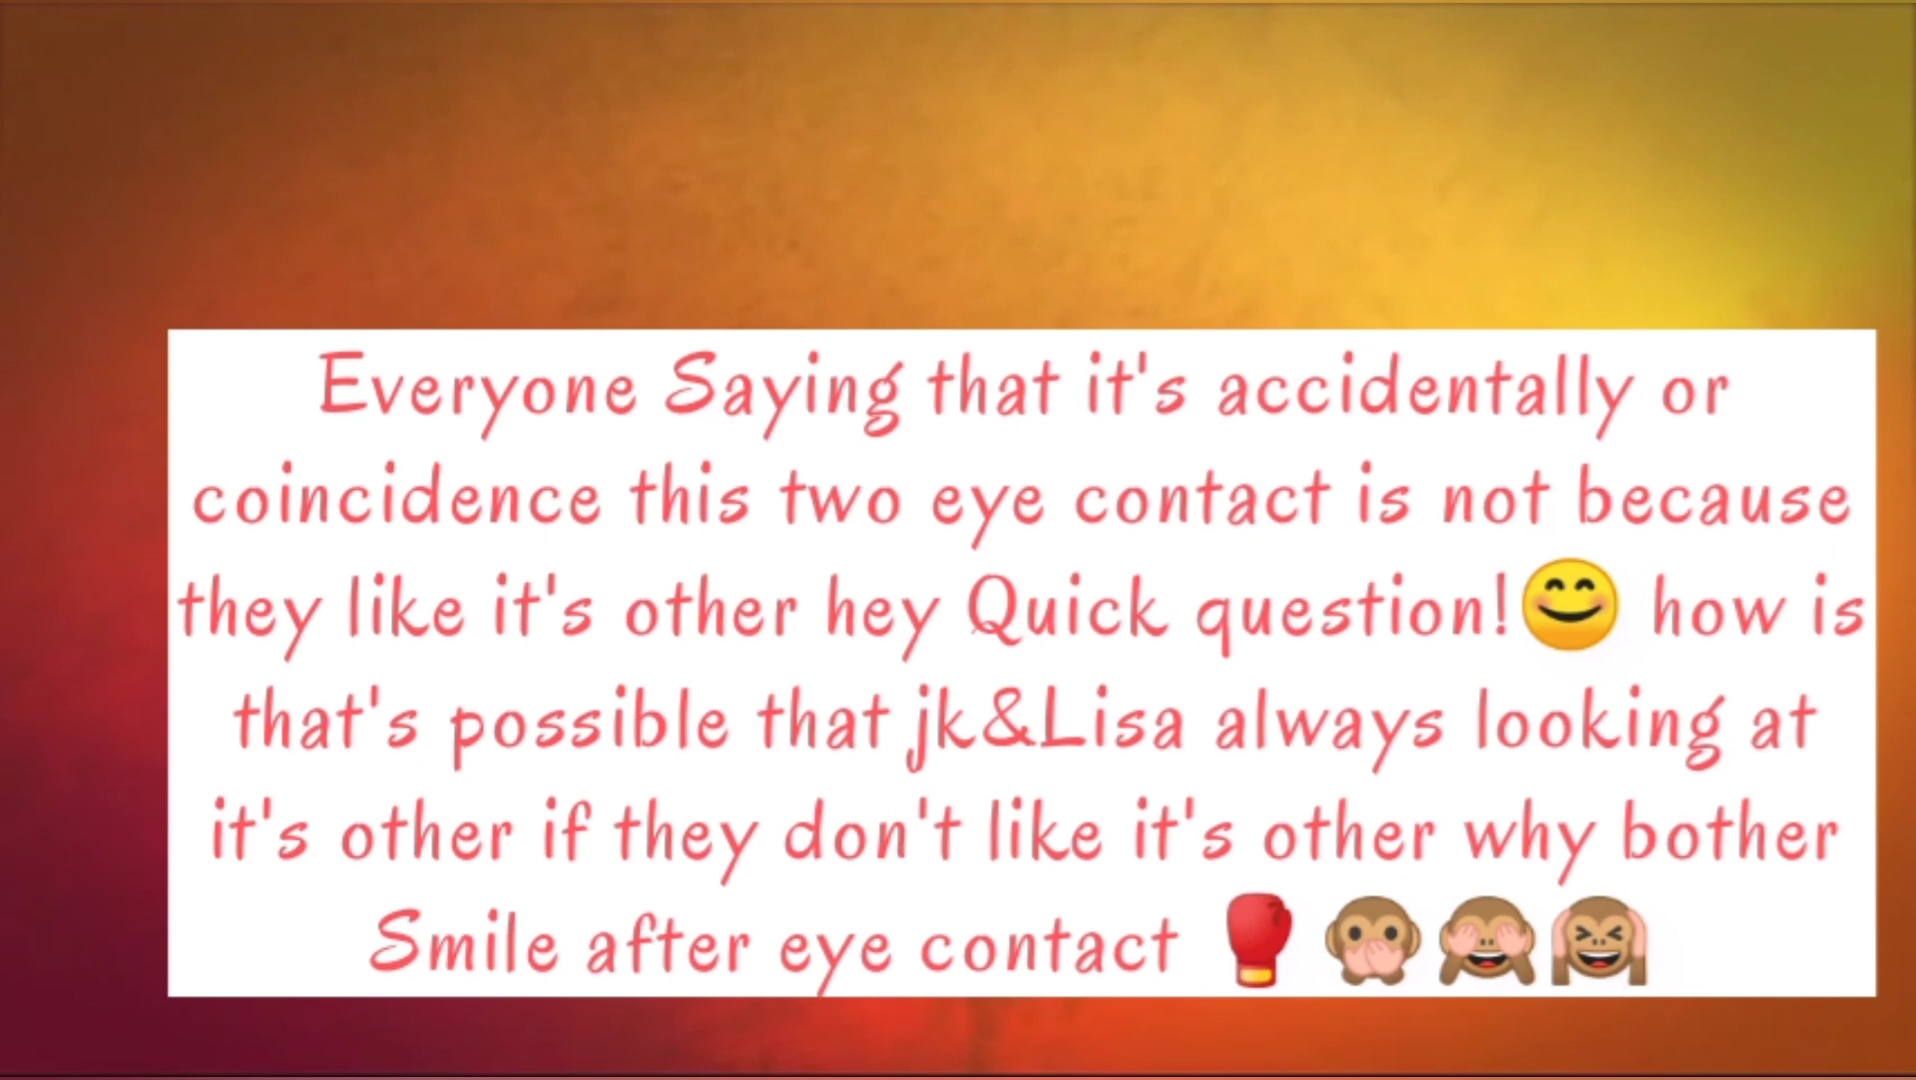 Everyone Saying that it's accidentally or
coincidence this two eye contact is not because
they like it's other hey Quick question!😊 how is
that's possible that jk&Lisa always looking at
it's other if they don't like it's other why bother
Smile after eye contact 🥊🙊🙈🙉